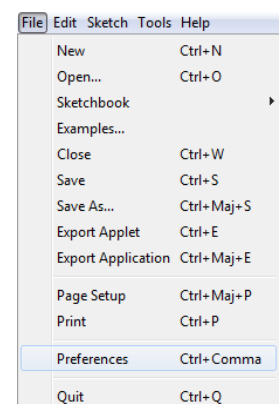 File Edit Sketch Tools Help
New Ctrl+N
Open... Ctrl+O
Sketchbook
Examples...
Close Ctrl+W
Save Ctrl+S
Save As... Ctrl+Maj+S
Export Applet Ctrl+E
Export Application Ctrl+Maj+E
Page Setup Ctrl+Maj+P
Print Ctrl+P
Preferences Ctrl+Comma
Quit Ctrl+Q